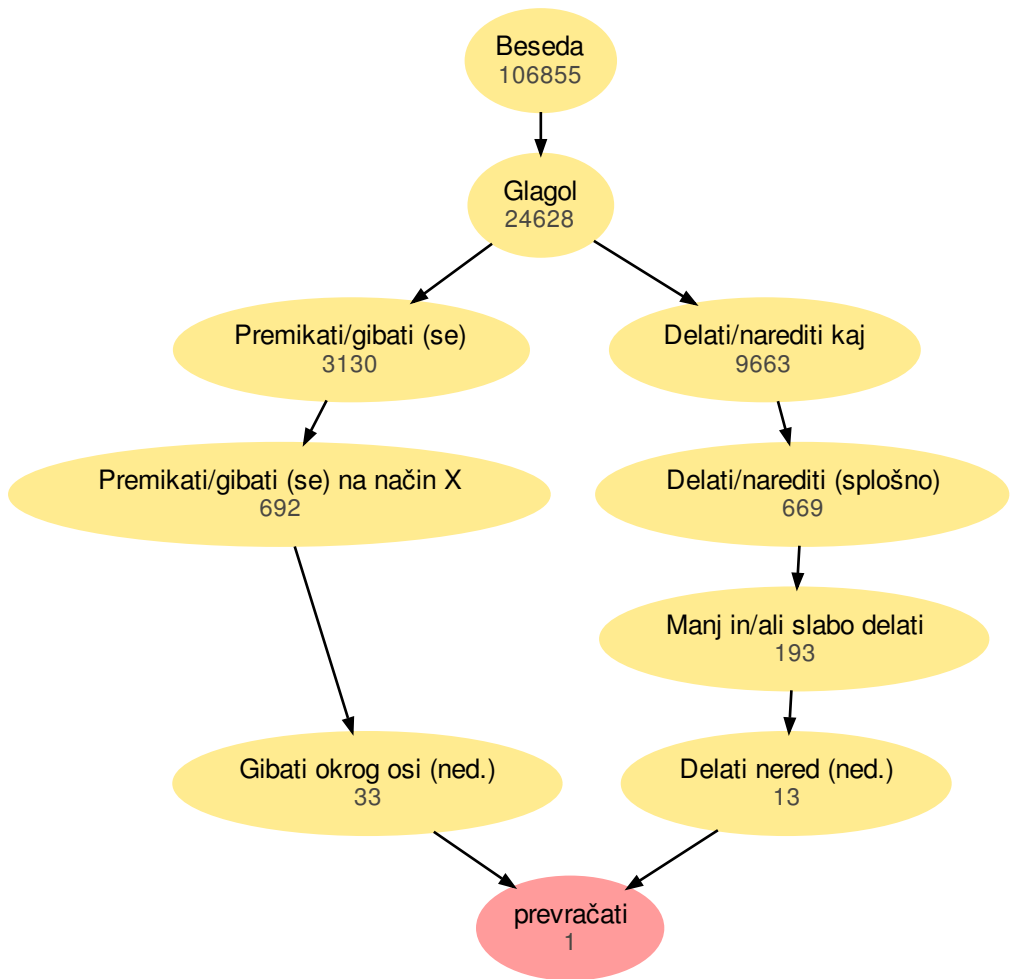 Beseda
106855
Glagol
24628
Premikati/gibati (se)
3130
Delati/narediti kaj
9663
Premikati/gibati (se) na način X
692
Delati/narediti (splošno)
669
Manj in/ali slabo delati
193
Gibati okrog osi (ned.)
33
Delati nered (ned.)
13
prevračati
1